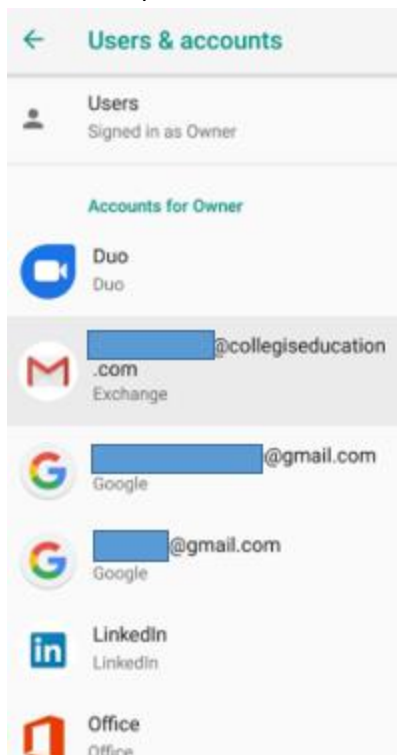 Users & accounts
Users
Signed in as Owner
Accounts for Owner
Duo
Duo
@collegiseducation
.com
Exchange
@gmail.com
Google
@gmail.com
Google
LinkedIn
LinkedIn
Office
Office